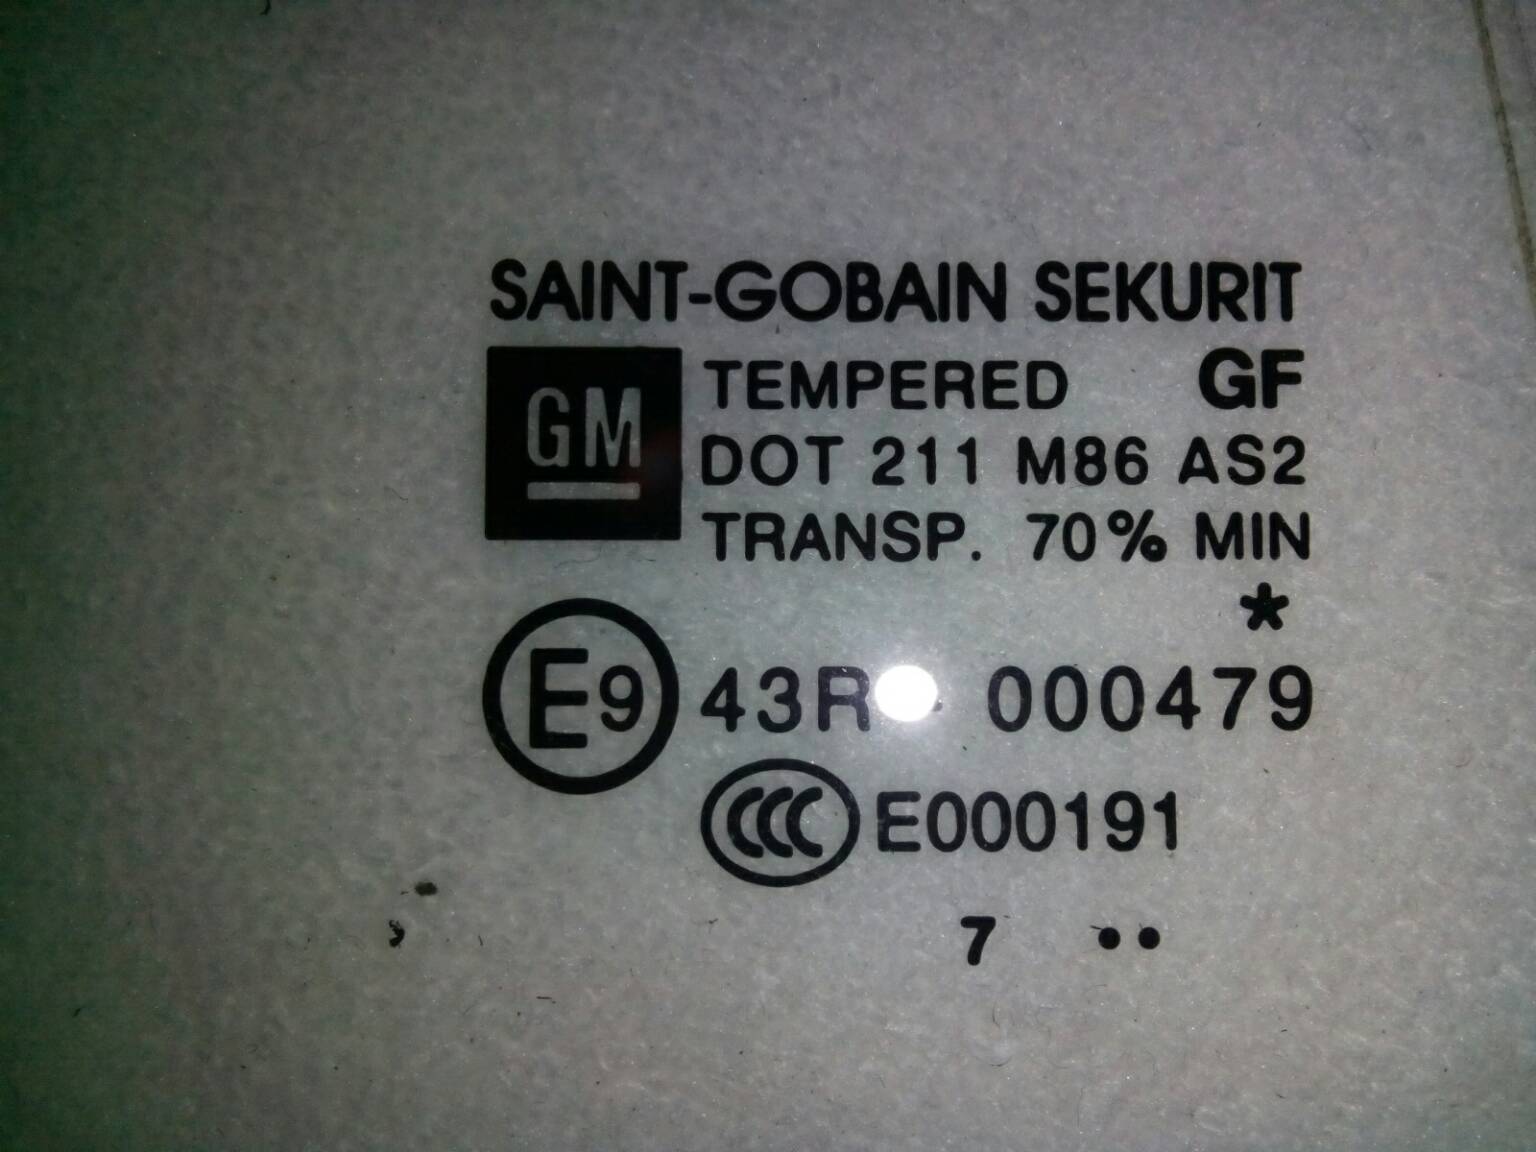 SAINT-GOBAIN SEKURIT
GM
TEMPERED GF
DOT 211 M86 AS2
TRANSP. 70% MIN
*
E9 43R 000479
CCC E000191
7 ••